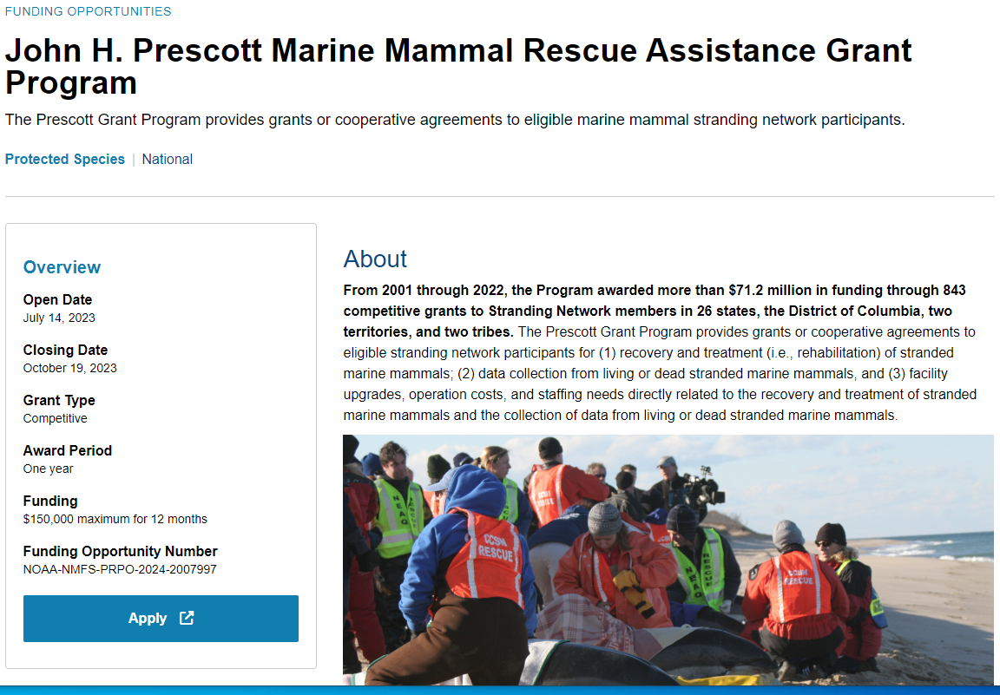 FUNDING OPPORTUNITIES
John H. Prescott Marine Mammal Rescue Assistance Grant
Program
The Prescott Grant Program provides grants or cooperative agreements to eligible marine mammal stranding network participants.
Protected Species | National
Overview
Open Date
July 14, 2023
Closing Date
October 19, 2023
Grant Type
Competitive
Award Period
One year
Funding
$150,000 maximum for 12 months
Funding Opportunity Number
NOAA-NMFS-PRPO-2024-2007997
Apply
About
From 2001 through 2022, the Program awarded more than $71.2 million in funding through 843
competitive grants to Stranding Network members in 26 states, the District of Columbia, two
territories, and two tribes. The Prescott Grant Program provides grants or cooperative agreements to
eligible stranding network participants for (1) recovery and treatment (i.e., rehabilitation) of stranded
marine mammals; (2) data collection from living or dead stranded marine mammals, and (3) facility
upgrades, operation costs, and staffing needs directly related to the recovery and treatment of stranded
marine mammals and the collection of data from living or dead stranded marine mammals.
NEAQ
CCSN
RESCUE
RESCUE
RESCUE
RESCUE